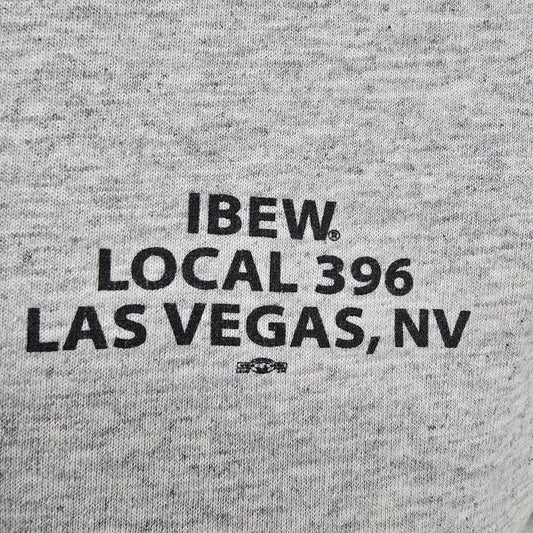 IBEW®
LOCAL 396
LAS VEGAS, NV